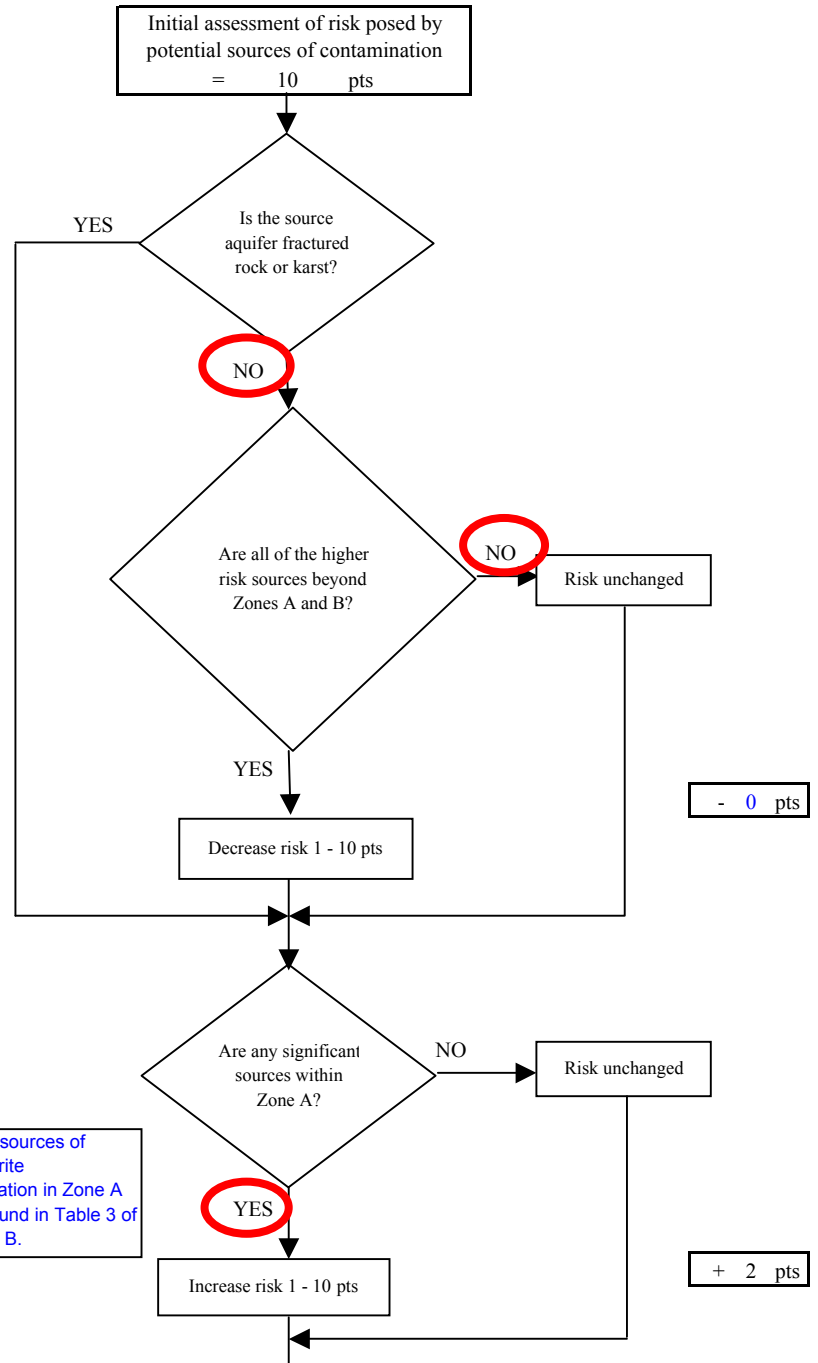 Initial assessment of risk posed by
potential sources of contamination
= 10 pts
YES
Is the source
aquifer fractured
rock or karst?
NO
Are all of the higher
risk sources beyond
Zones A and B?
NO
Risk unchanged
YES
- 0 pts
Decrease risk 1 - 10 pts
Are any significant
sources within
Zone A?
NO
Risk unchanged
sources of
ation in Zone A
und in Table 3 of
B.
YES
Increase risk 1 - 10 pts
+ 2 pts